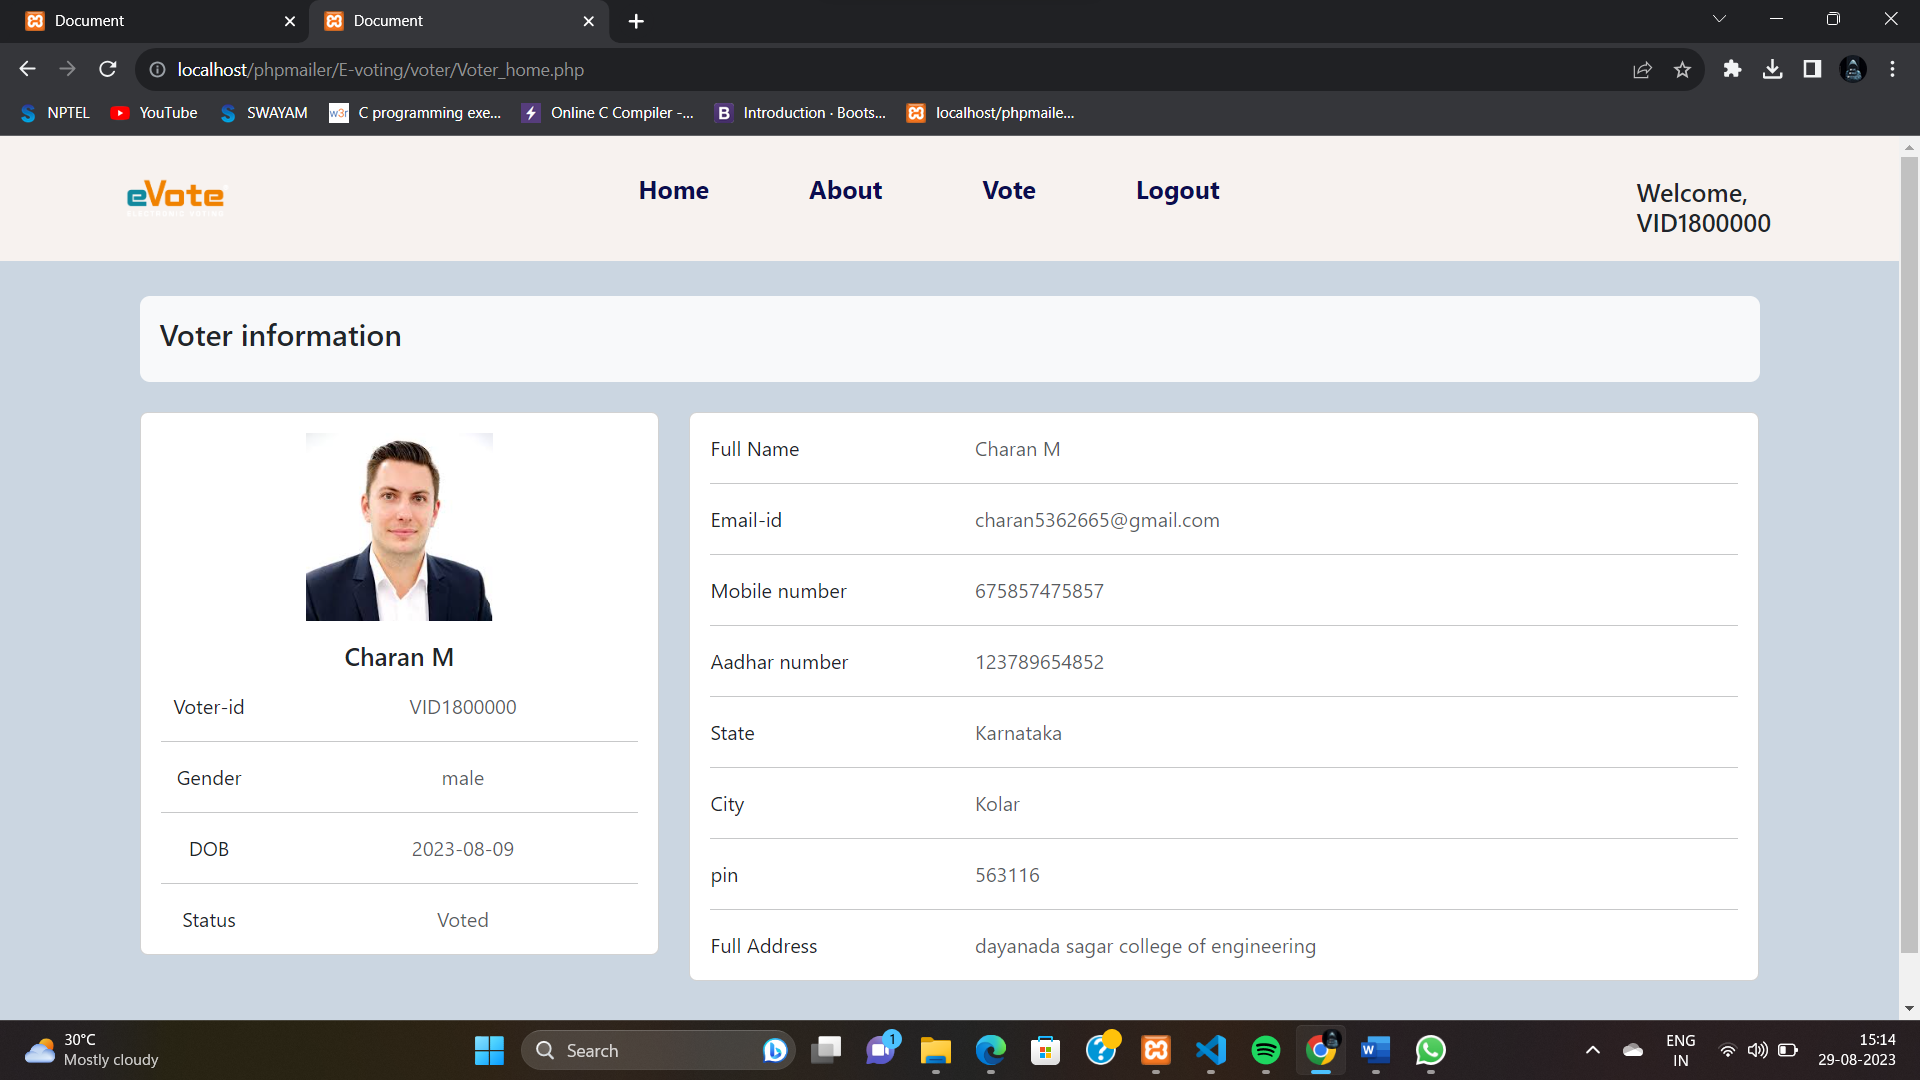 Document
Document
localhost/phpmailer/E-voting/voter/Voter_home.php
NPTEL
YouTube
SWAYAM
w3r
C programming exe...
Online C Compiler -...
B
Introduction · Boots...
localhost/phpmaile...
eVote
ELECTRONIC VOTING
Home
About
Vote
Logout
Welcome,
VID1800000
Voter information
Charan M
Voter-id VID1800000
Gender male
DOB 2023-08-09
Status Voted
Full Name Charan M
Email-id charan5362665@gmail.com
Mobile number 675857475857
Aadhar number 123789654852
State Karnataka
City Kolar
pin 563116
Full Address dayanada sagar college of engineering
30°C
Mostly cloudy
Search
1
W
ENG
IN
15:14
29-08-2023